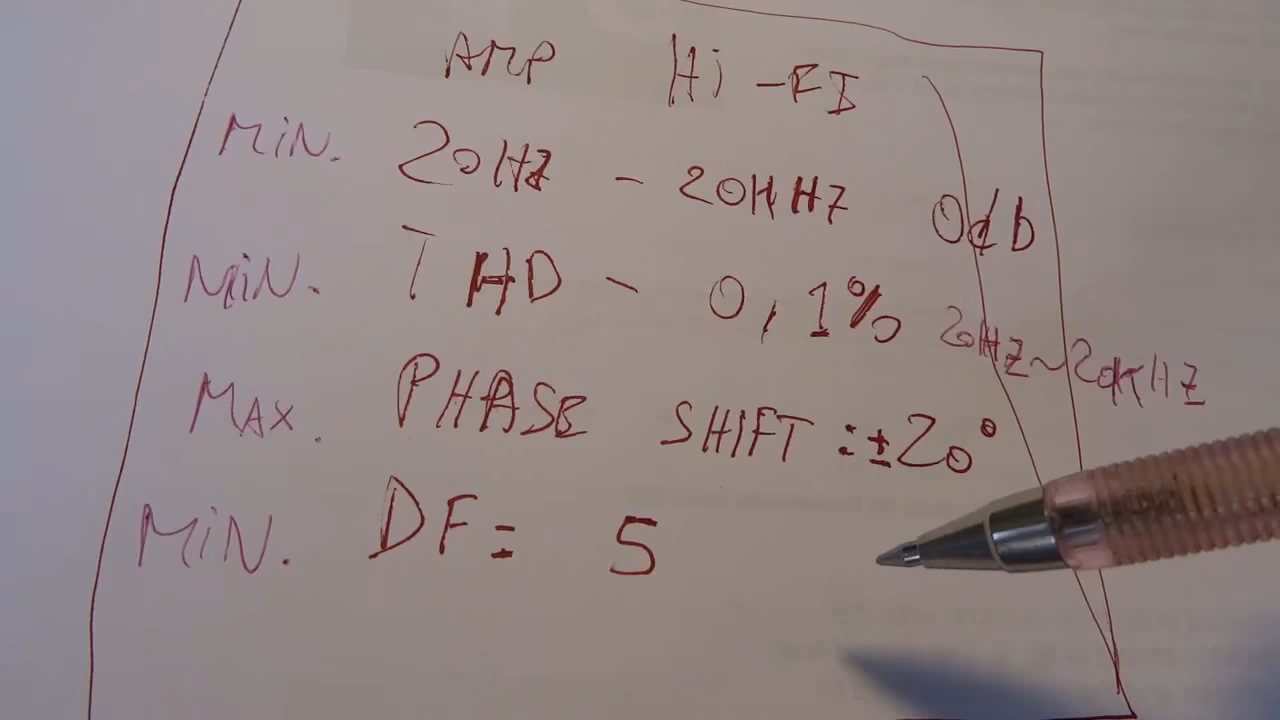 AMP Hi-FI
MiN. 20HZ - 20KHZ 0db
MiN. THD - 0,1% 20HZ~20KHZ
MAX. PHASE SHIFT :±20°
MiN. DF= 5